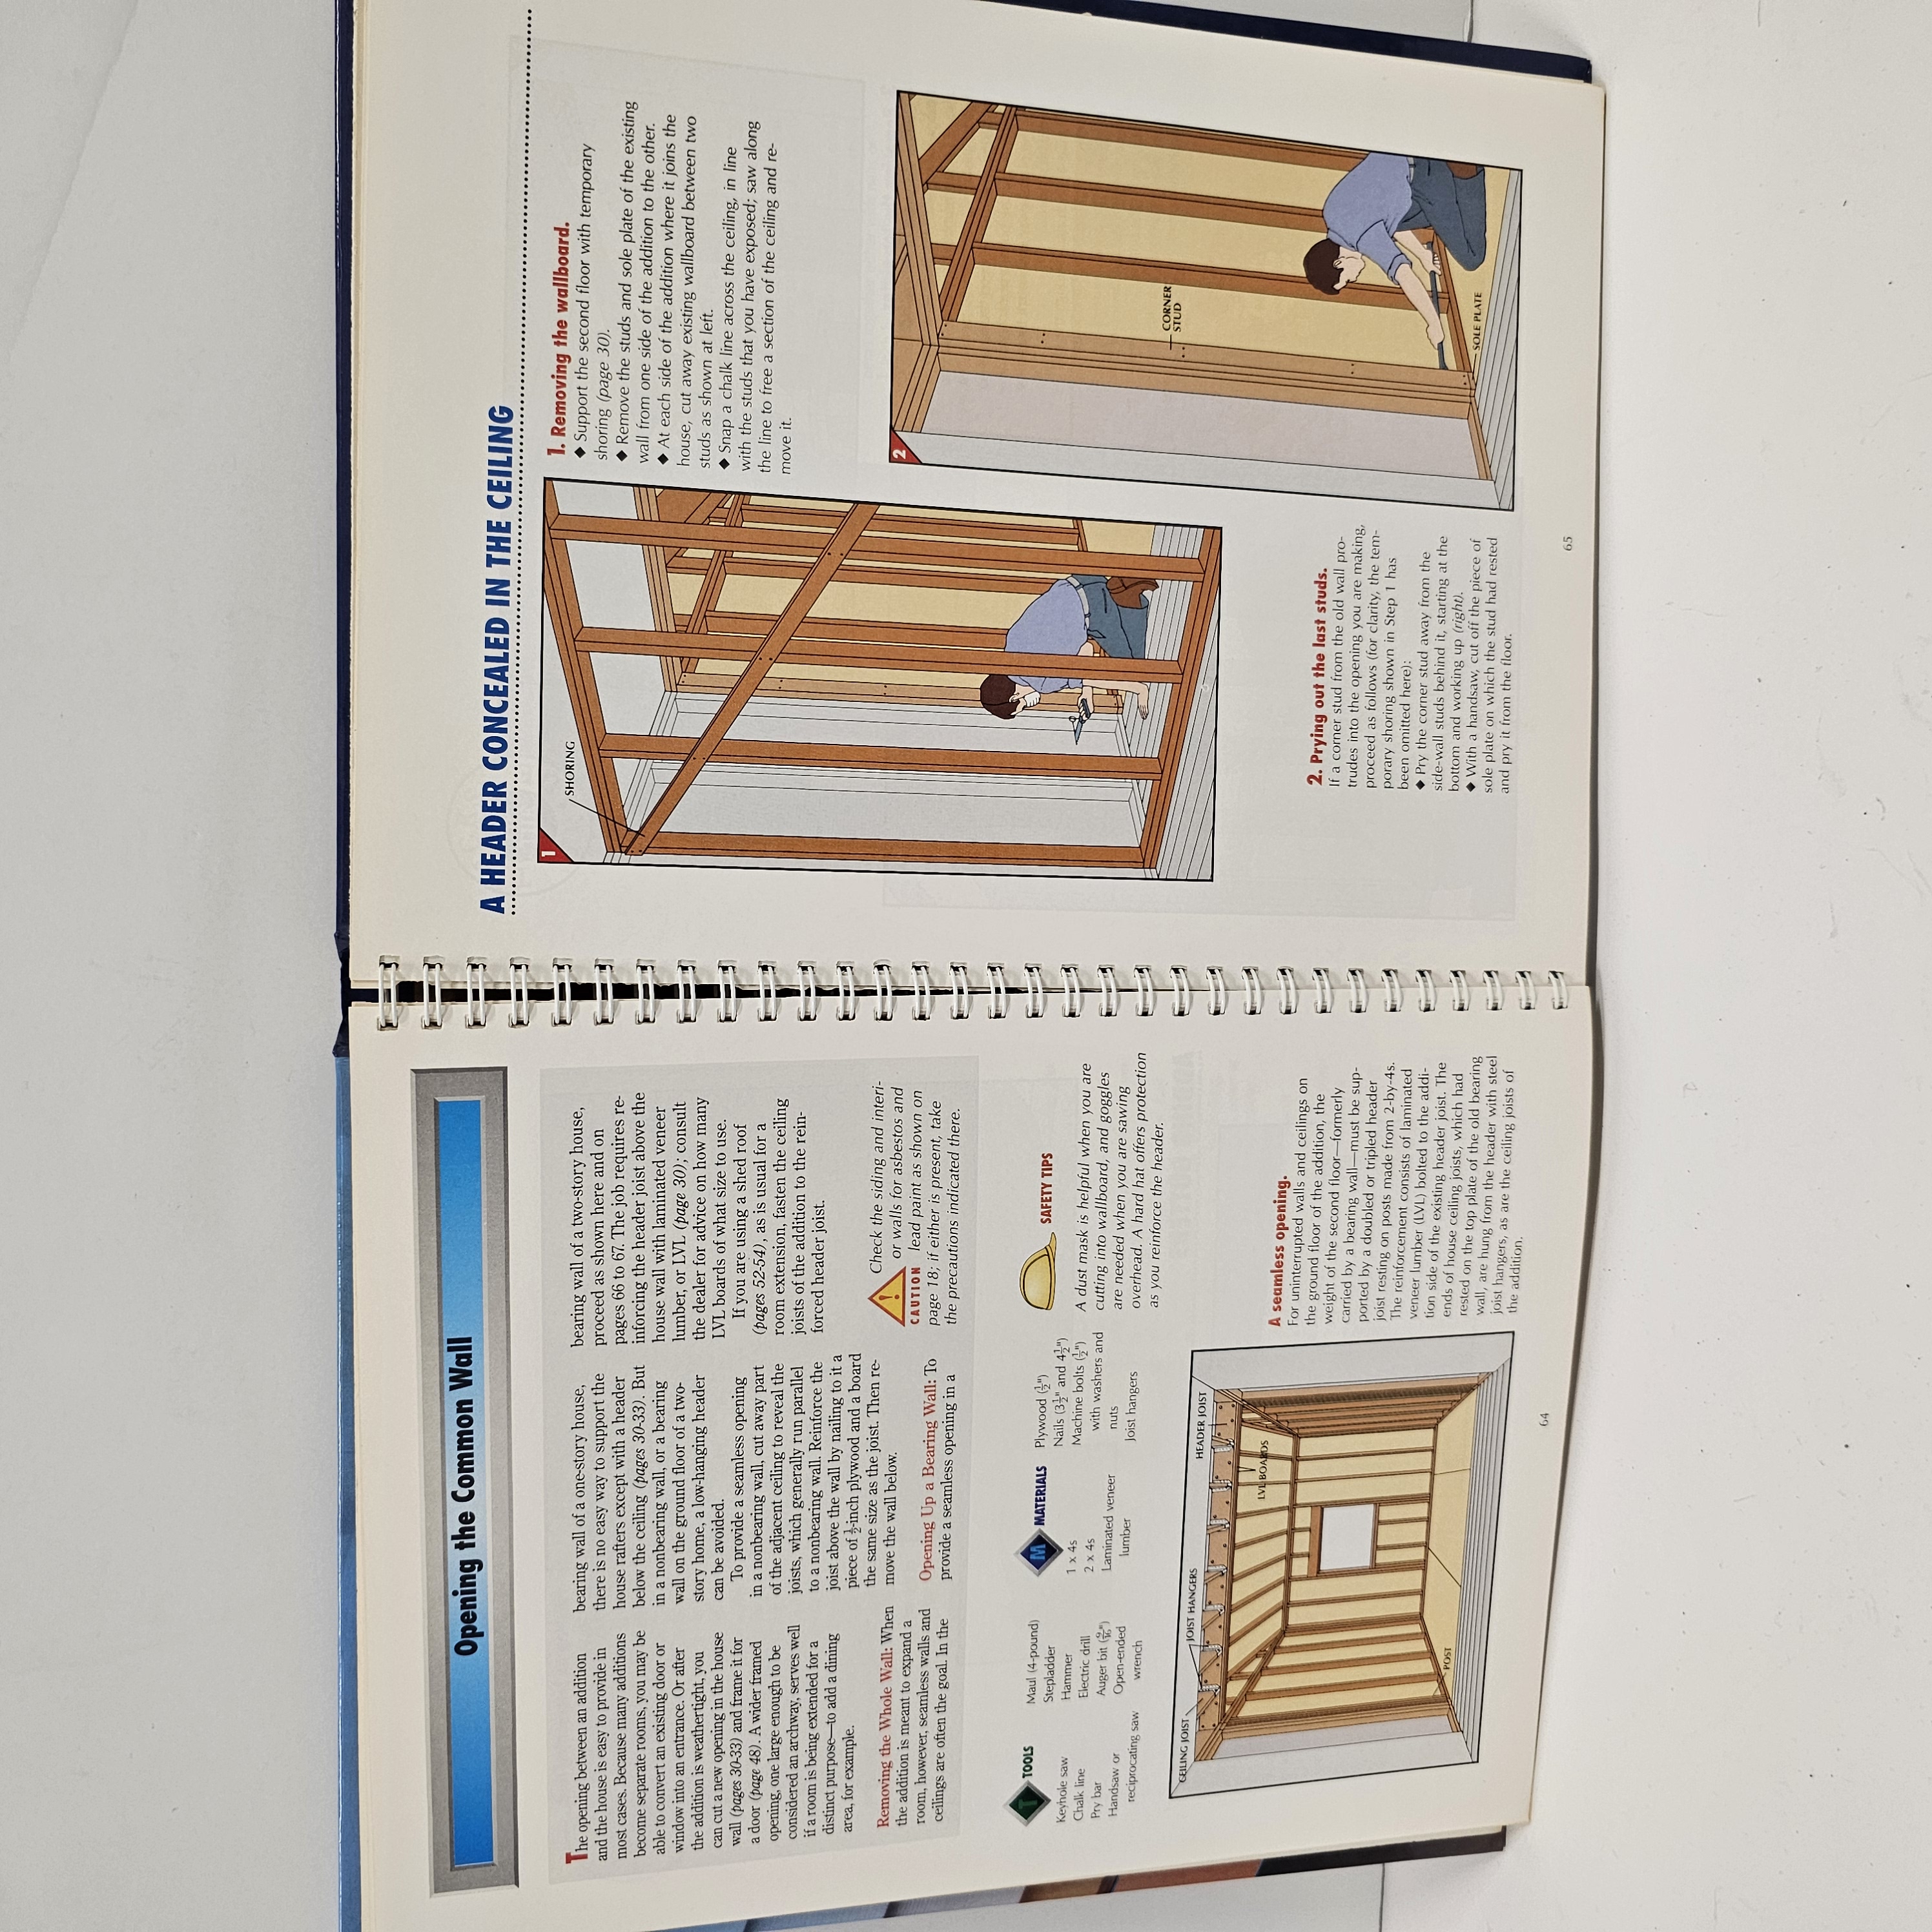 Opening the Common Wall
The opening between an addition
and the house is easy to provide in
most cases. Because many additions
become separate rooms, you may be
able to convert an existing door or
window into an entrance. Or after
the addition is weathertight, you
can cut a new opening in the house
wall (pages 30-33) and frame it for
a door (page 48). A wider framed
opening, one large enough to be
considered an archway, serves well
if a room is being extended for a
distinct purpose—to add a dining
area, for example.
Removing the Whole Wall: When
the addition is meant to expand a
room, however, seamless walls and
ceilings are often the goal. In the
bearing wall of a one-story house,
there is no easy way to support the
house rafters except with a header
below the ceiling (pages 30-33). But
in a nonbearing wall, or a bearing
wall on the ground floor of a two-
story home, a low-hanging header
can be avoided.
To provide a seamless opening
in a nonbearing wall, cut away part
of the adjacent ceiling to reveal the
joists, which generally run parallel
to a nonbearing wall. Reinforce the
joist above the wall by nailing to it a
piece of ½-inch plywood and a board
the same size as the joist. Then re-
move the wall below.
Opening Up a Bearing Wall: To
provide a seamless opening in a
bearing wall of a two-story house,
proceed as shown here and on
pages 66 to 67. The job requires re-
inforcing the header joist above the
house wall with laminated veneer
lumber, or LVL (page 30); consult
the dealer for advice on how many
LVL boards of what size to use.
If you are using a shed roof
(pages 52-54), as is usual for a
room extension, fasten the ceiling
joists of the addition to the rein-
forced header joist.
CAUTION
Check the siding and interi-
or walls for asbestos and
lead paint as shown on
page 18; if either is present, take
the precautions indicated there.
T TOOLS
Keyhole saw
Chalk line
Pry bar
Handsaw or
reciprocating saw
Maul (4-pound)
Stepladder
Hammer
Electric drill
Auger bit (9/16")
Open-ended
wrench
M MATERIALS
1 x 4s
2 x 4s
Laminated veneer
lumber
Plywood (½")
Nails (3½" and 4½")
Machine bolts (½")
with washers and
nuts
Joist hangers
SAFETY TIPS
A dust mask is helpful when you are
cutting into wallboard, and goggles
are needed when you are sawing
overhead. A hard hat offers protection
as you reinforce the header.
CEILING JOIST
JOIST HANGERS
HEADER JOIST
LVL BOARDS
POST
A seamless opening.
For uninterrupted walls and ceilings on
the ground floor of the addition, the
weight of the second floor—formerly
carried by a bearing wall—must be sup-
ported by a doubled or tripled header
joist resting on posts made from 2-by-4s.
The reinforcement consists of laminated
veneer lumber (LVL) bolted to the addi-
tion side of the existing header joist. The
ends of house ceiling joists, which had
rested on the top plate of the old bearing
wall, are hung from the header with steel
joist hangers, as are the ceiling joists of
the addition.
64
A HEADER CONCEALED IN THE CEILING
1
SHORING
1. Removing the wallboard.
◆ Support the second floor with temporary
shoring (page 30).
◆ Remove the studs and sole plate of the existing
wall from one side of the addition to the other.
◆ At each side of the addition where it joins the
house, cut away existing wallboard between two
studs as shown at left.
◆ Snap a chalk line across the ceiling, in line
with the studs that you have exposed; saw along
the line to free a section of the ceiling and re-
move it.
2
CORNER
STUD
SOLE PLATE
2. Prying out the last studs.
If a corner stud from the old wall pro-
trudes into the opening you are making,
proceed as follows (for clarity, the tem-
porary shoring shown in Step 1 has
been omitted here):
◆ Pry the corner stud away from the
side-wall studs behind it, starting at the
bottom and working up (right).
◆ With a handsaw, cut off the piece of
sole plate on which the stud had rested
and pry it from the floor.
65